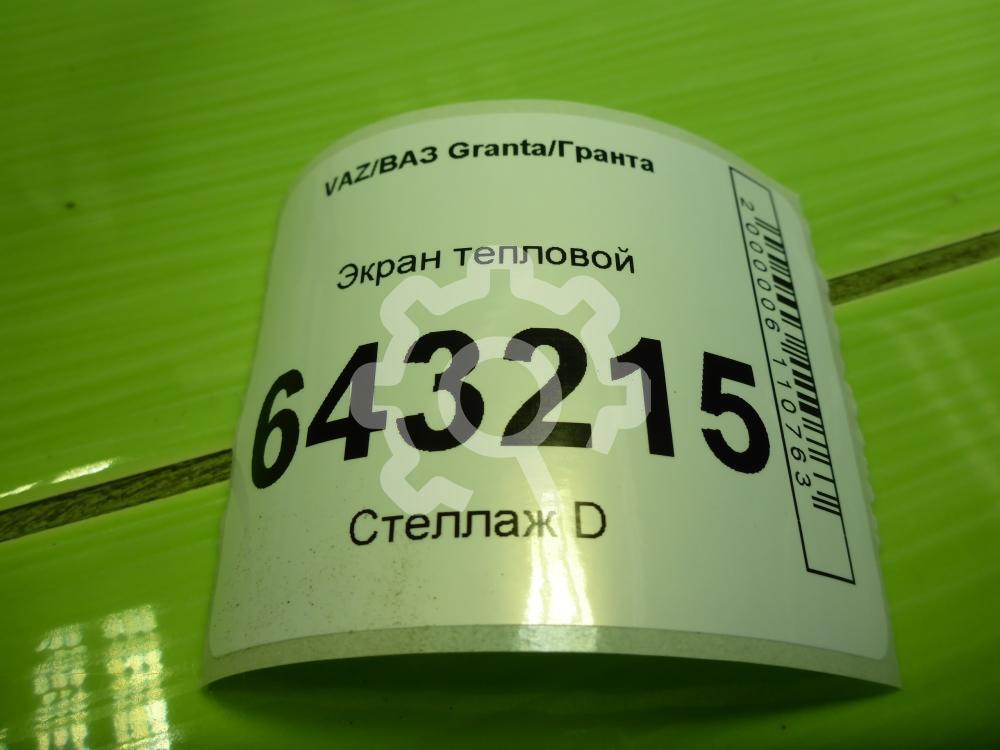 VAZ/ВАЗ Granta/Гранта
Экран тепловой
643215
Стеллаж D
2000006110763